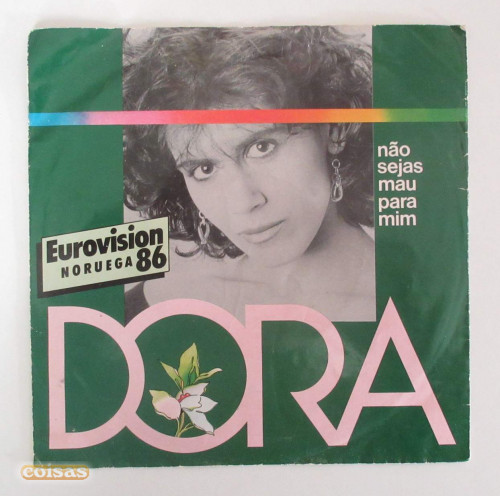 não
sejas
mau
para
mim
Eurovision
NORUEGA 86
DORA
coisas